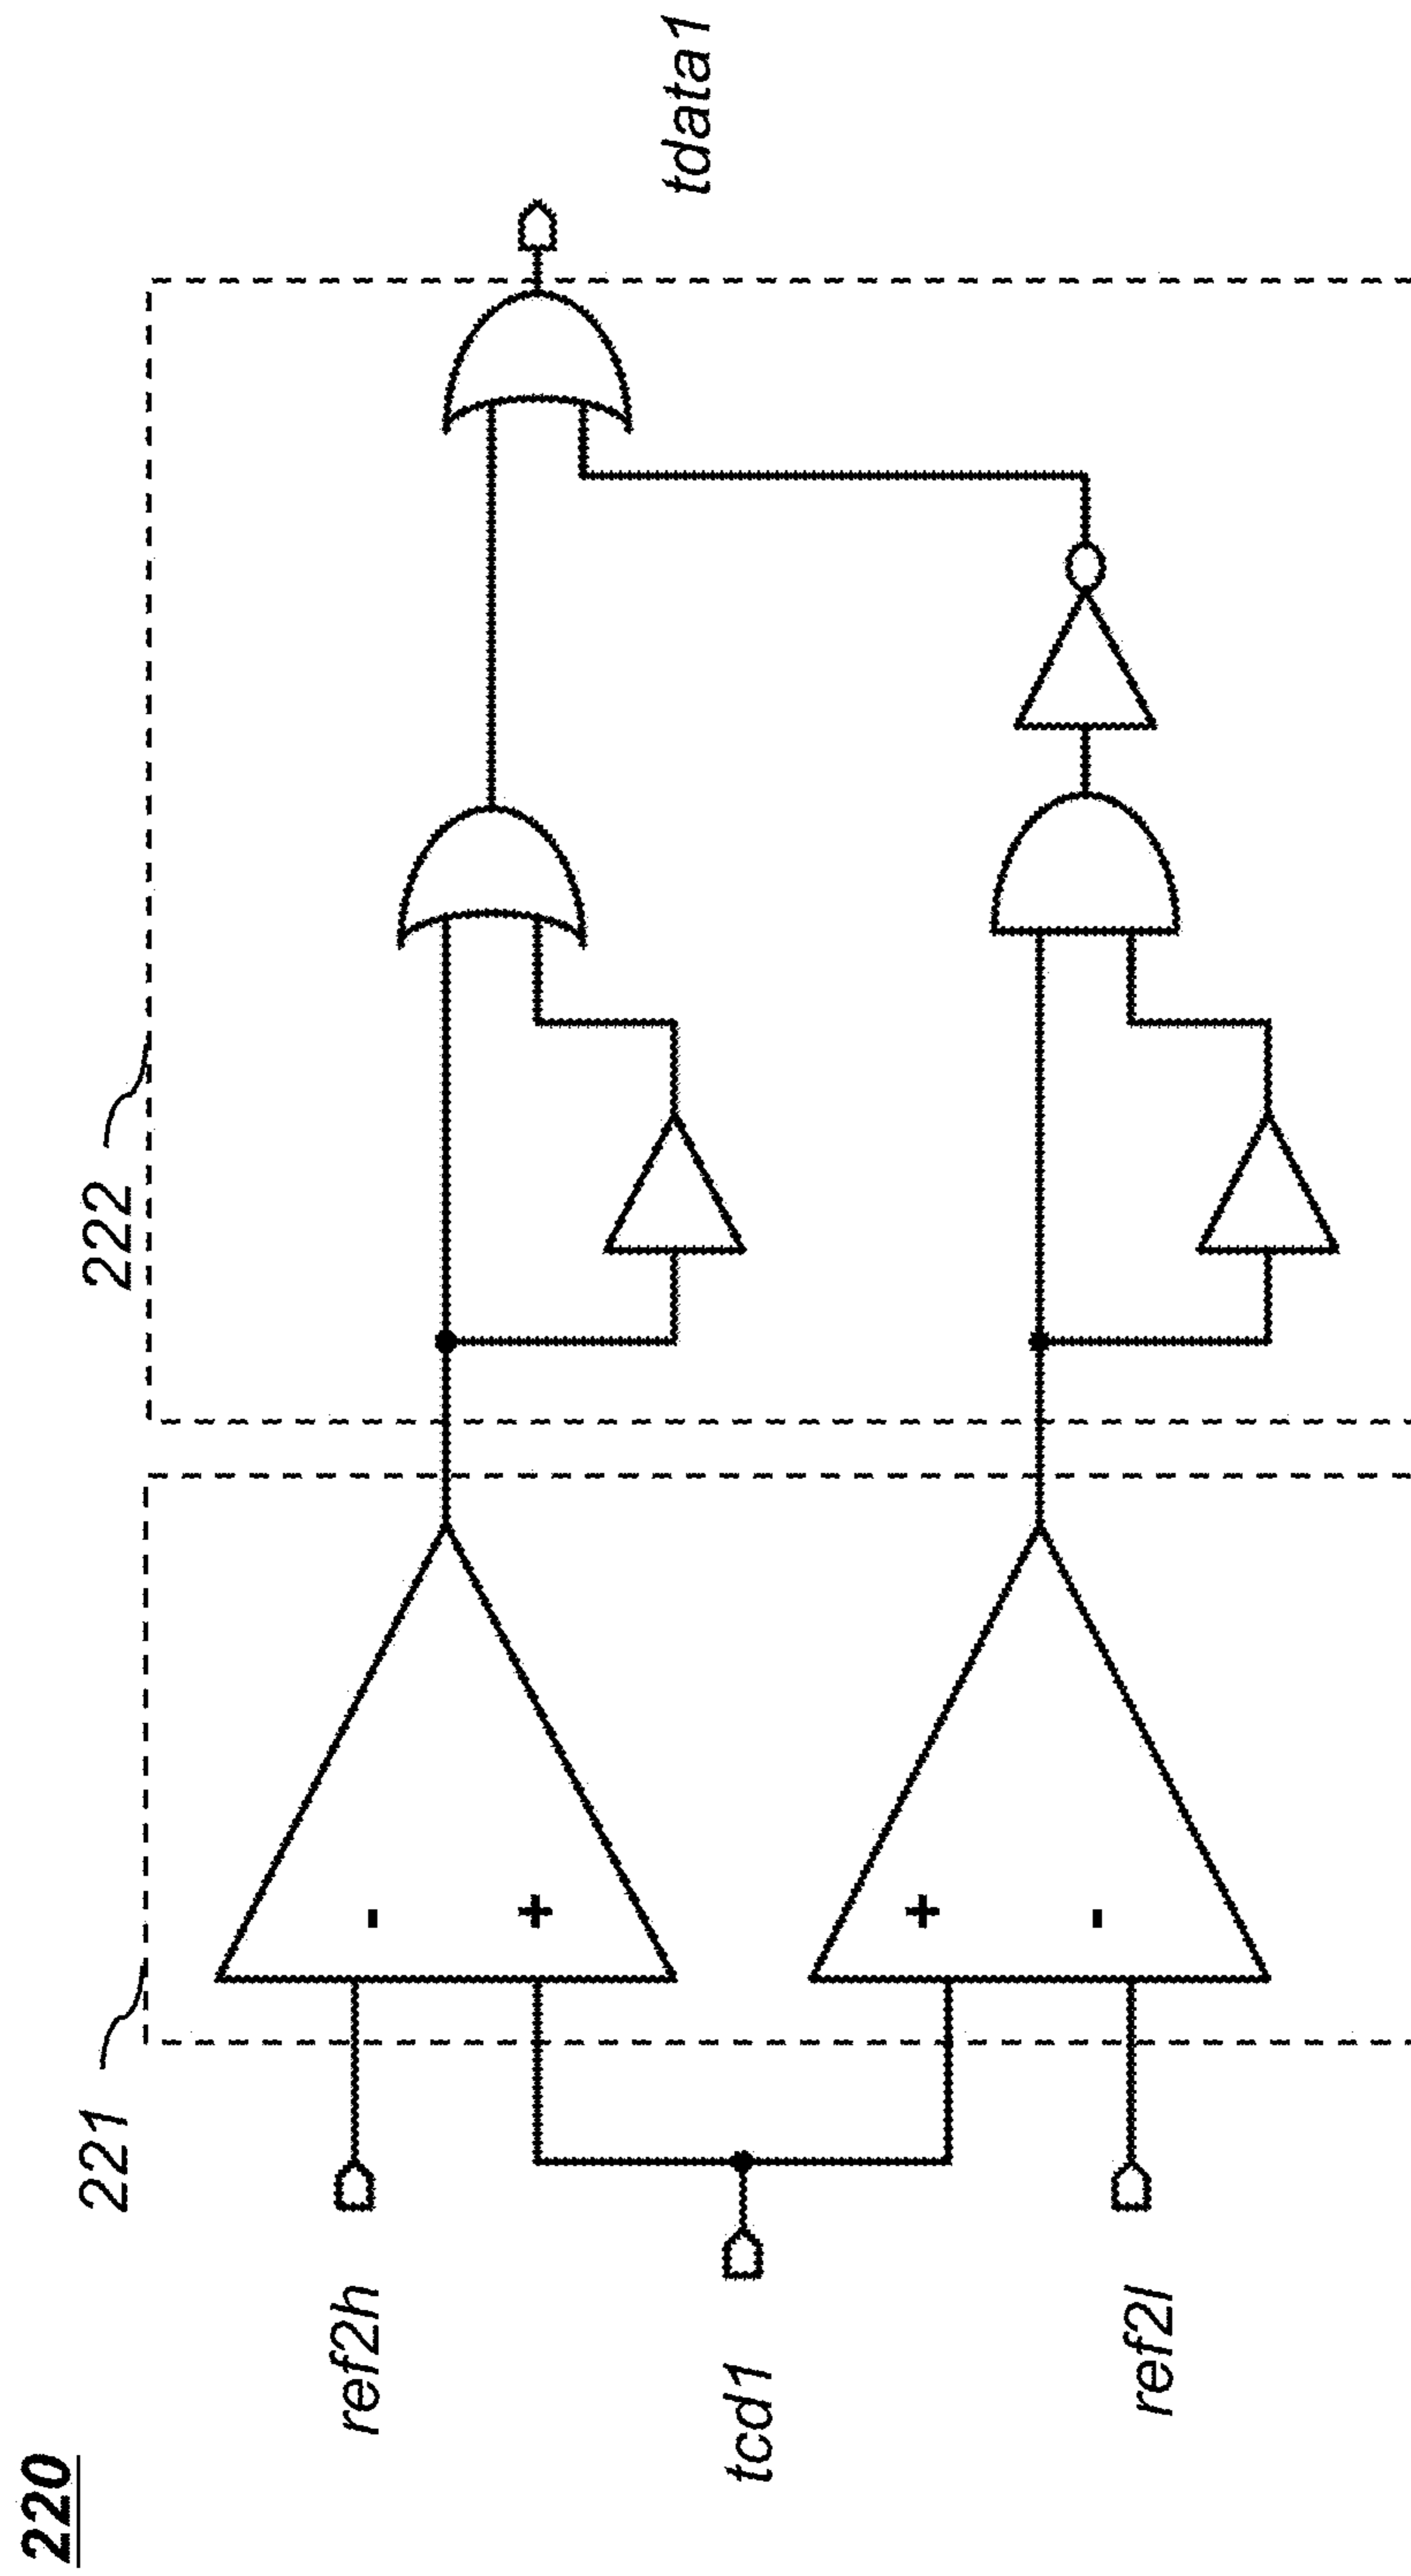 220
221
222
ref2h
-
+
tcd1
+
-
ref2l
tdata1